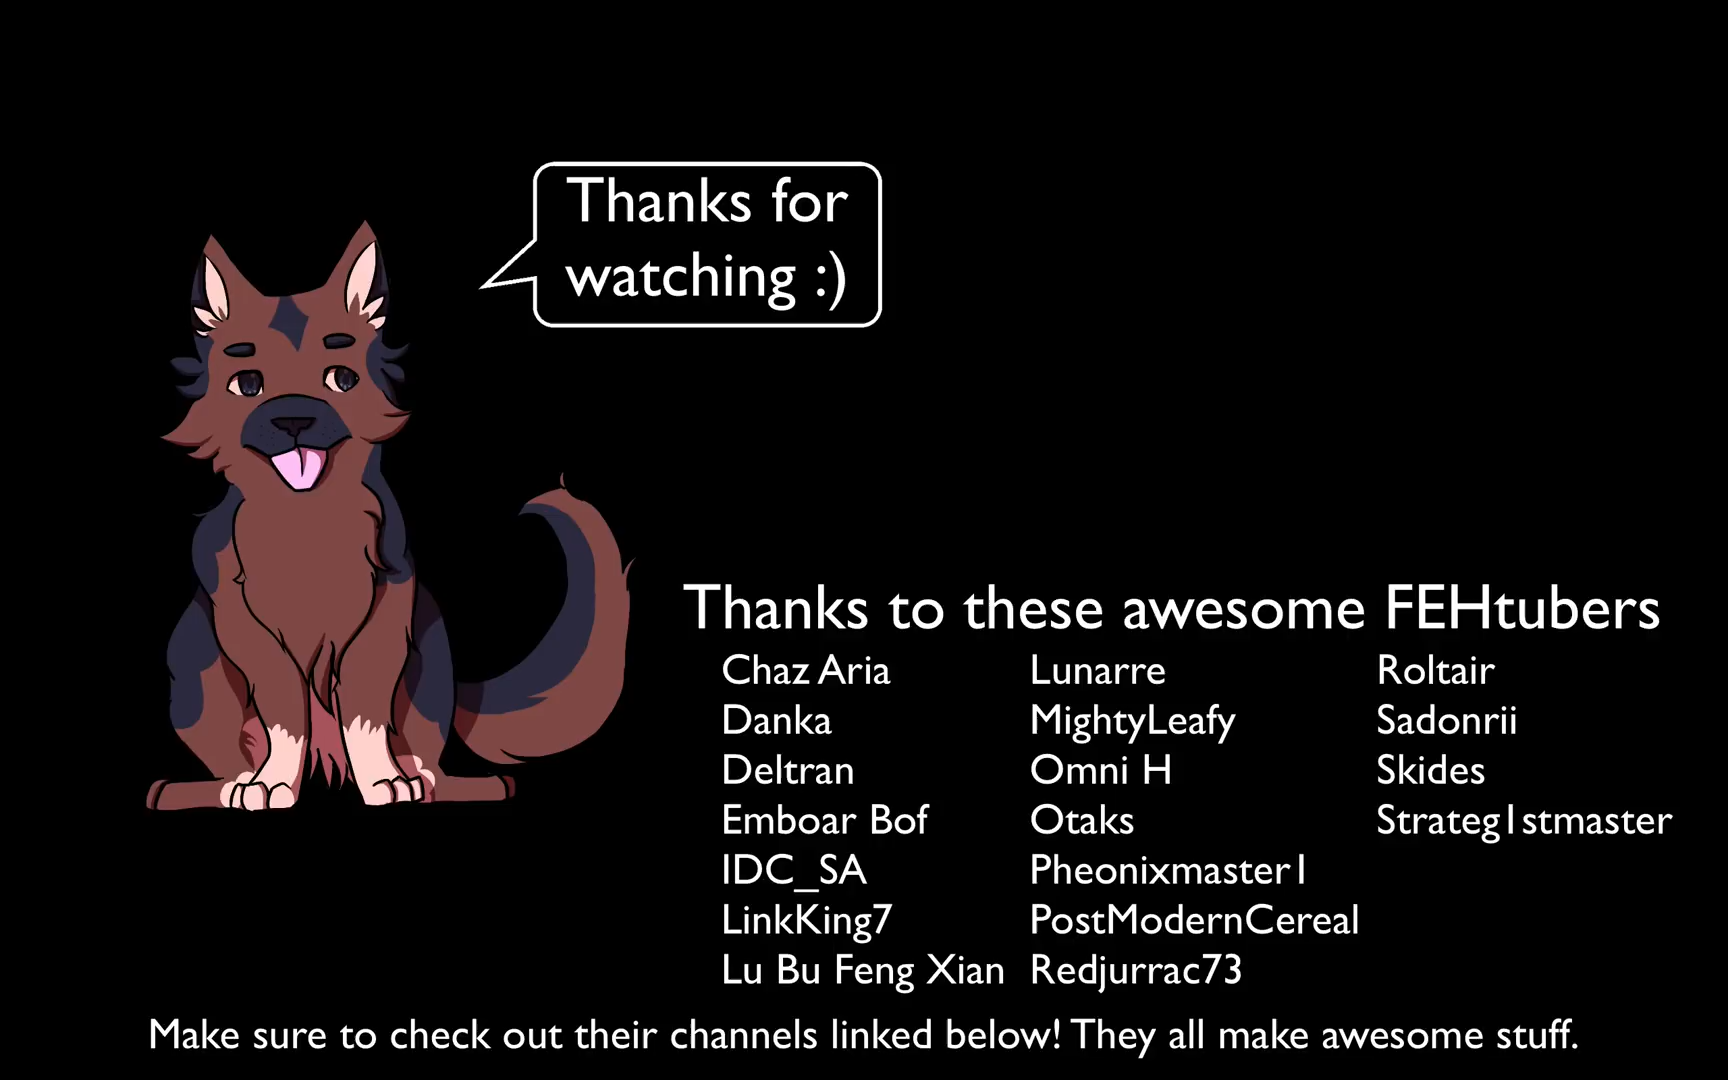 Thanks for
watching :)
Thanks to these awesome FEHtubers
Chaz Aria
Danka
Deltran
Emboar Bof
IDC_SA
LinkKing7
Lu Bu Feng Xian
Lunarre
MightyLeafy
Omni H
Otaks
Pheonixmaster1
PostModernCereal
Redjurrac73
Roltair
Sadonrii
Skides
Strateg1stmaster
Make sure to check out their channels linked below! They all make awesome stuff.